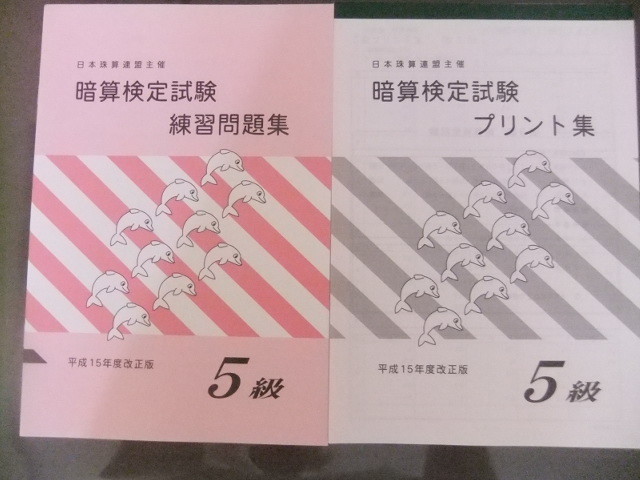 日本珠算連盟主催
暗算検定試験
練習問題集
平成15年度改正版
5級
日本珠算連盟主催
暗算検定試験
プリント集
平成15年度改正版
5級